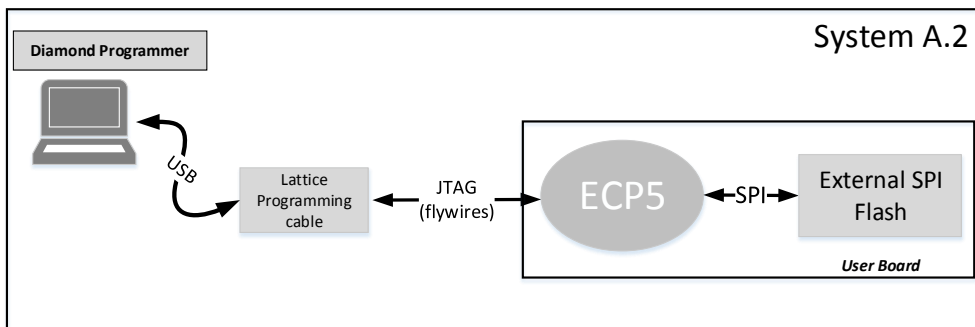 System A.2
Diamond Programmer
USB
Lattice
Programming
cable
JTAG
(flywires)
ECP5
SPI
External SPI
Flash
User Board